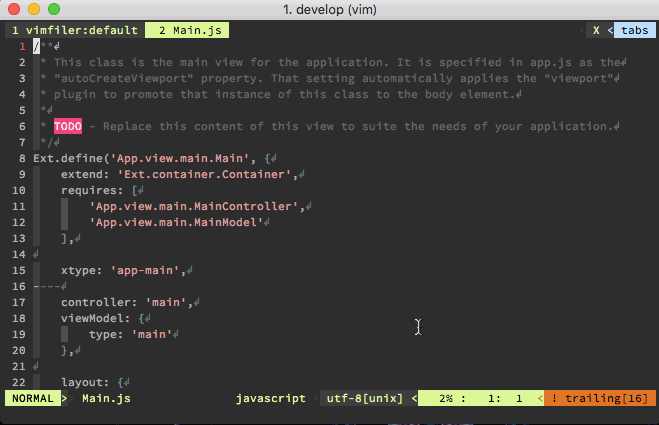 1. develop (vim)
1 vimfiler:default 2 Main.js X < tabs
1 /**↲
2 * This class is the main view for the application. It is specified in app.js as the↲
3 * "autoCreateViewport" property. That setting automatically applies the "viewport"↲
4 * plugin to promote that instance of this class to the body element.↲
5 *↲
6 * TODO - Replace this content of this view to suite the needs of your application.↲
7 */↲
8 Ext.define('App.view.main.Main', {↲
9 extend: 'Ext.container.Container',↲
10 requires: [↲
11 'App.view.main.MainController',↲
12 'App.view.main.MainModel'↲
13 ],↲
14 ↲
15 xtype: 'app-main',↲
16 ----↲
17 controller: 'main',↲
18 viewModel: {↲
19 type: 'main'↲
20 },↲
21 ↲
22 layout: {↲
NORMAL > Main.js javascript < utf-8[unix] < 2% : 1: 1 < ! trailing[16]